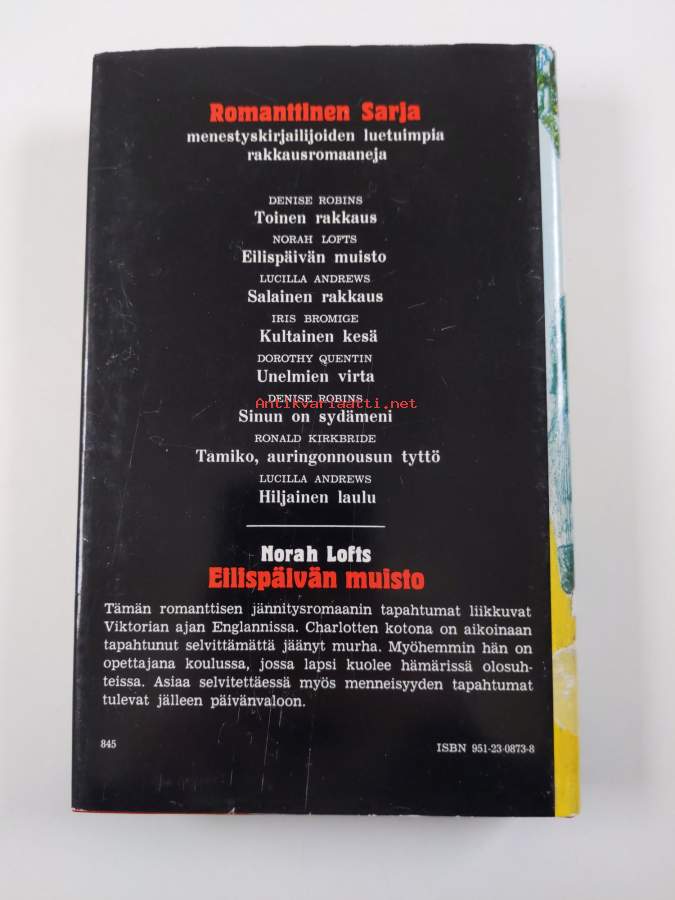 Romanttinen Sarja
menestyskirjailijoiden luetuimpia
rakkausromaaneja
DENISE ROBINS
Toinen rakkaus
NORAH LOFTS
Eilispäivän muisto
LUCILLA ANDREWS
Salainen rakkaus
IRIS BROMIGE
Kultainen kesä
DOROTHY QUENTIN
Unelmien virta
DENISE ROBINS
Antikvariaatti.net
Sinun on sydämeni
RONALD KIRKBRIDE
Tamiko, auringonnousun tyttö
LUCILLA ANDREWS
Hiljainen laulu
Norah Lofts
Eilispäivän muisto
Tämän romanttisen jännitysromaanin tapahtumat liikkuvat
Viktorian ajan Englannissa. Charlotten kotona on aikoinaan
tapahtunut selvittämättä jäänyt murha. Myöhemmin hän on
opettajana koulussa, jossa lapsi kuolee hämärissä olosuh-
teissa. Asiaa selvitettäessä myös menneisyyden tapahtumat
tulevat jälleen päivänvaloon.
845
ISBN 951-23-0873-8